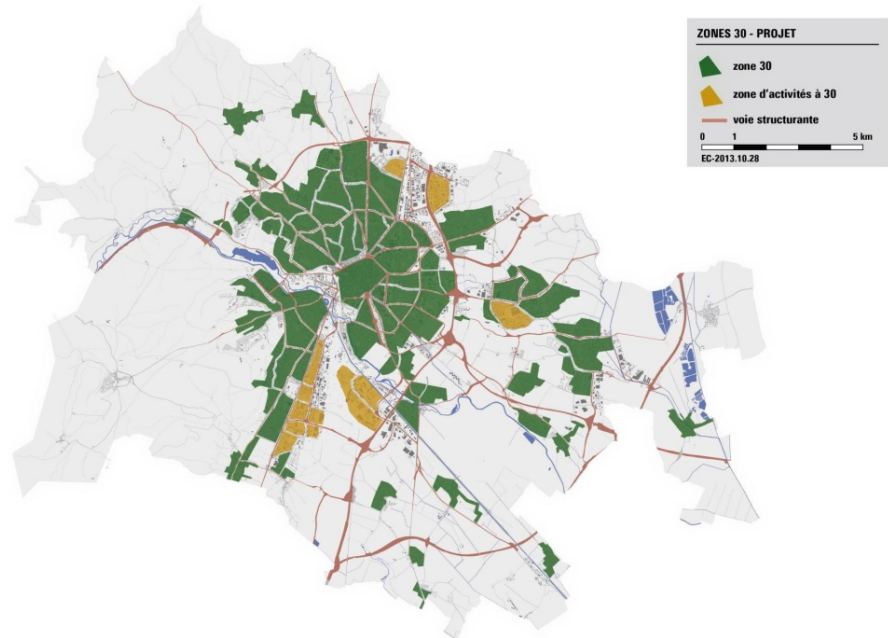 ZONES 30 - PROJET
zone 30
zone d'activités à 30
voie structurante
0 1 5 km
EC-2013.10.28